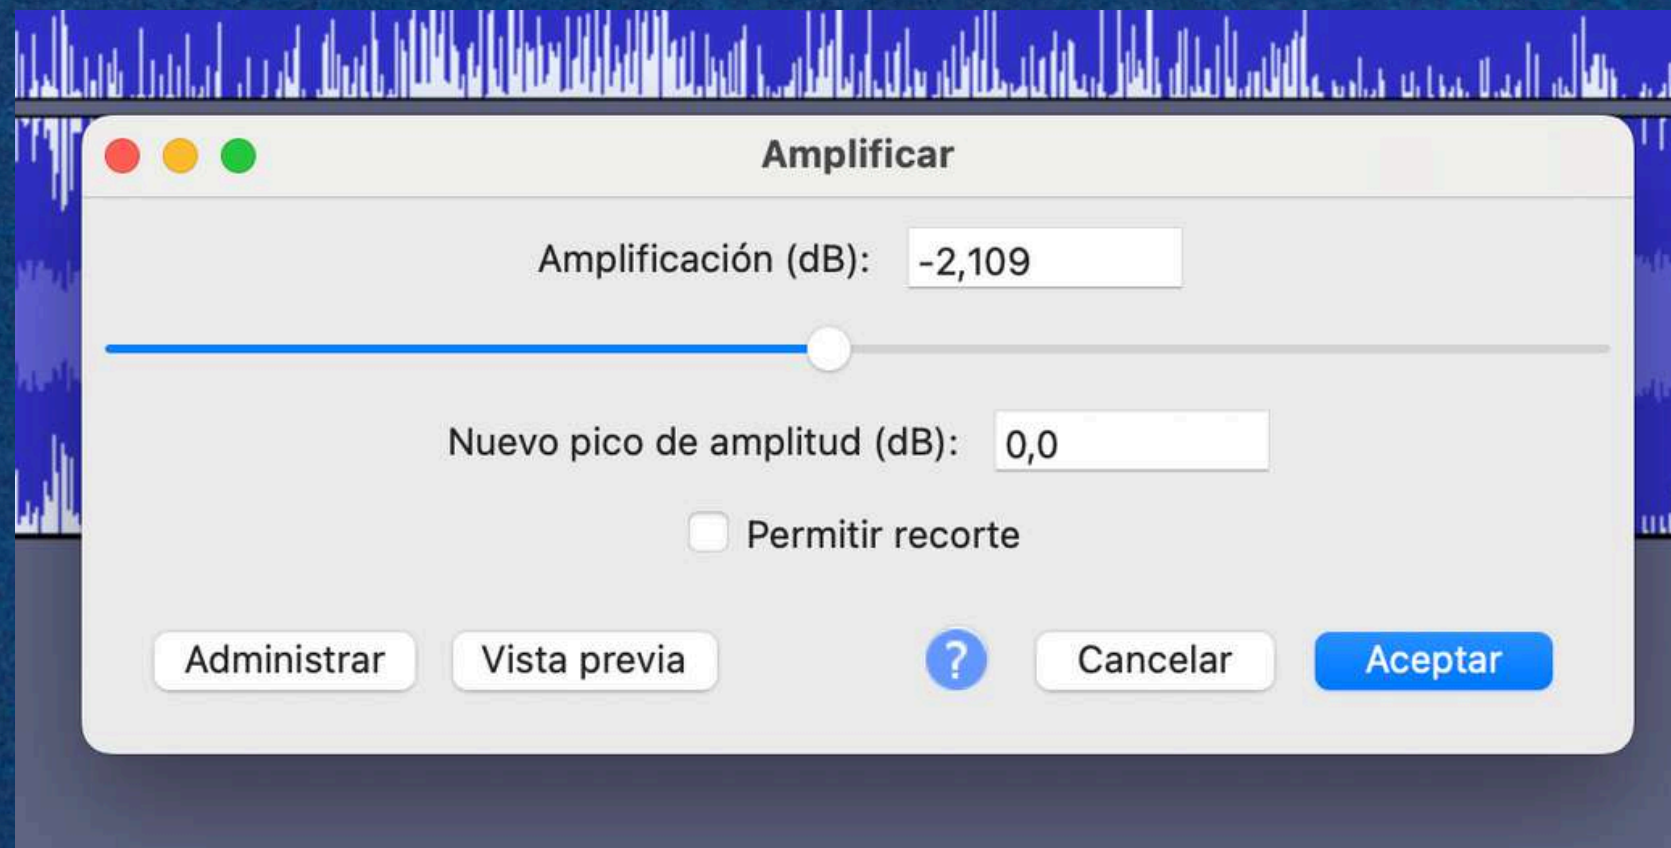 Amplificar
Amplificación (dB): -2,109
Nuevo pico de amplitud (dB): 0,0
Permitir recorte
Administrar Vista previa ? Cancelar Aceptar